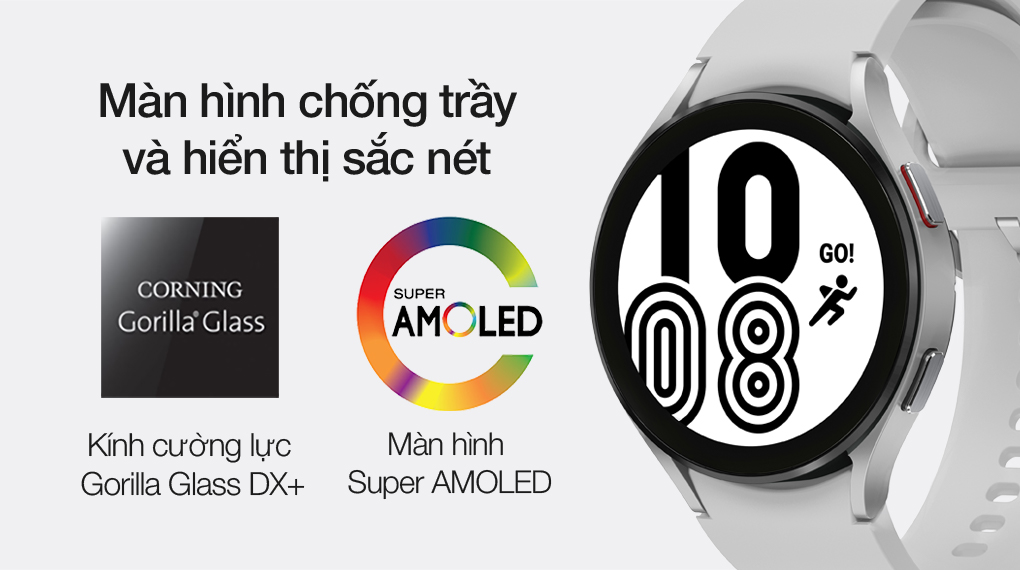 Màn hình chống trầy
và hiển thị sắc nét
CORNING
Gorilla® Glass
SUPER
AMOLED
Kính cường lực
Gorilla Glass DX+
Màn hình
Super AMOLED
10
08
GO!